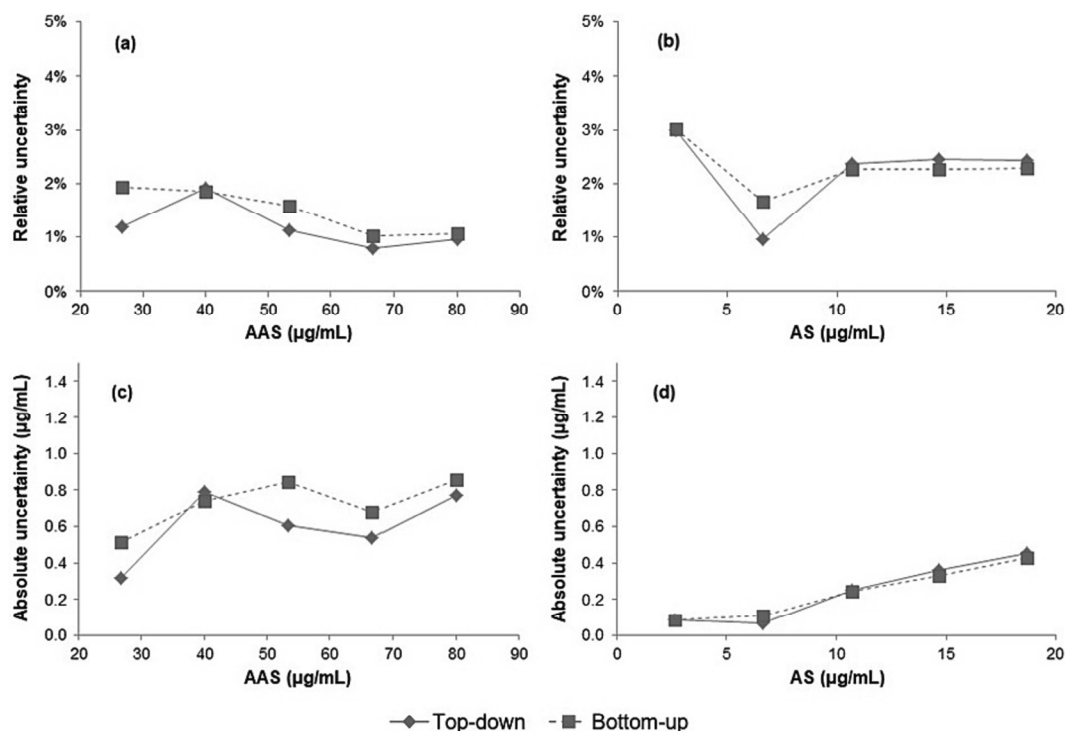 (a)
Relative uncertainty
5%
4%
3%
2%
1%
0%
20 30 40 50 60 70 80 90
AAS (µg/mL)
(b)
Relative uncertainty
5%
4%
3%
2%
1%
0%
0 5 10 15 20
AS (µg/mL)
(c)
Absolute uncertainty (µg/mL)
1.4
1.2
1.0
0.8
0.6
0.4
0.2
0.0
20 30 40 50 60 70 80 90
AAS (µg/mL)
(d)
Absolute uncertainty (µg/mL)
1.4
1.2
1.0
0.8
0.6
0.4
0.2
0.0
0 5 10 15 20
AS (µg/mL)
Top-down Bottom-up